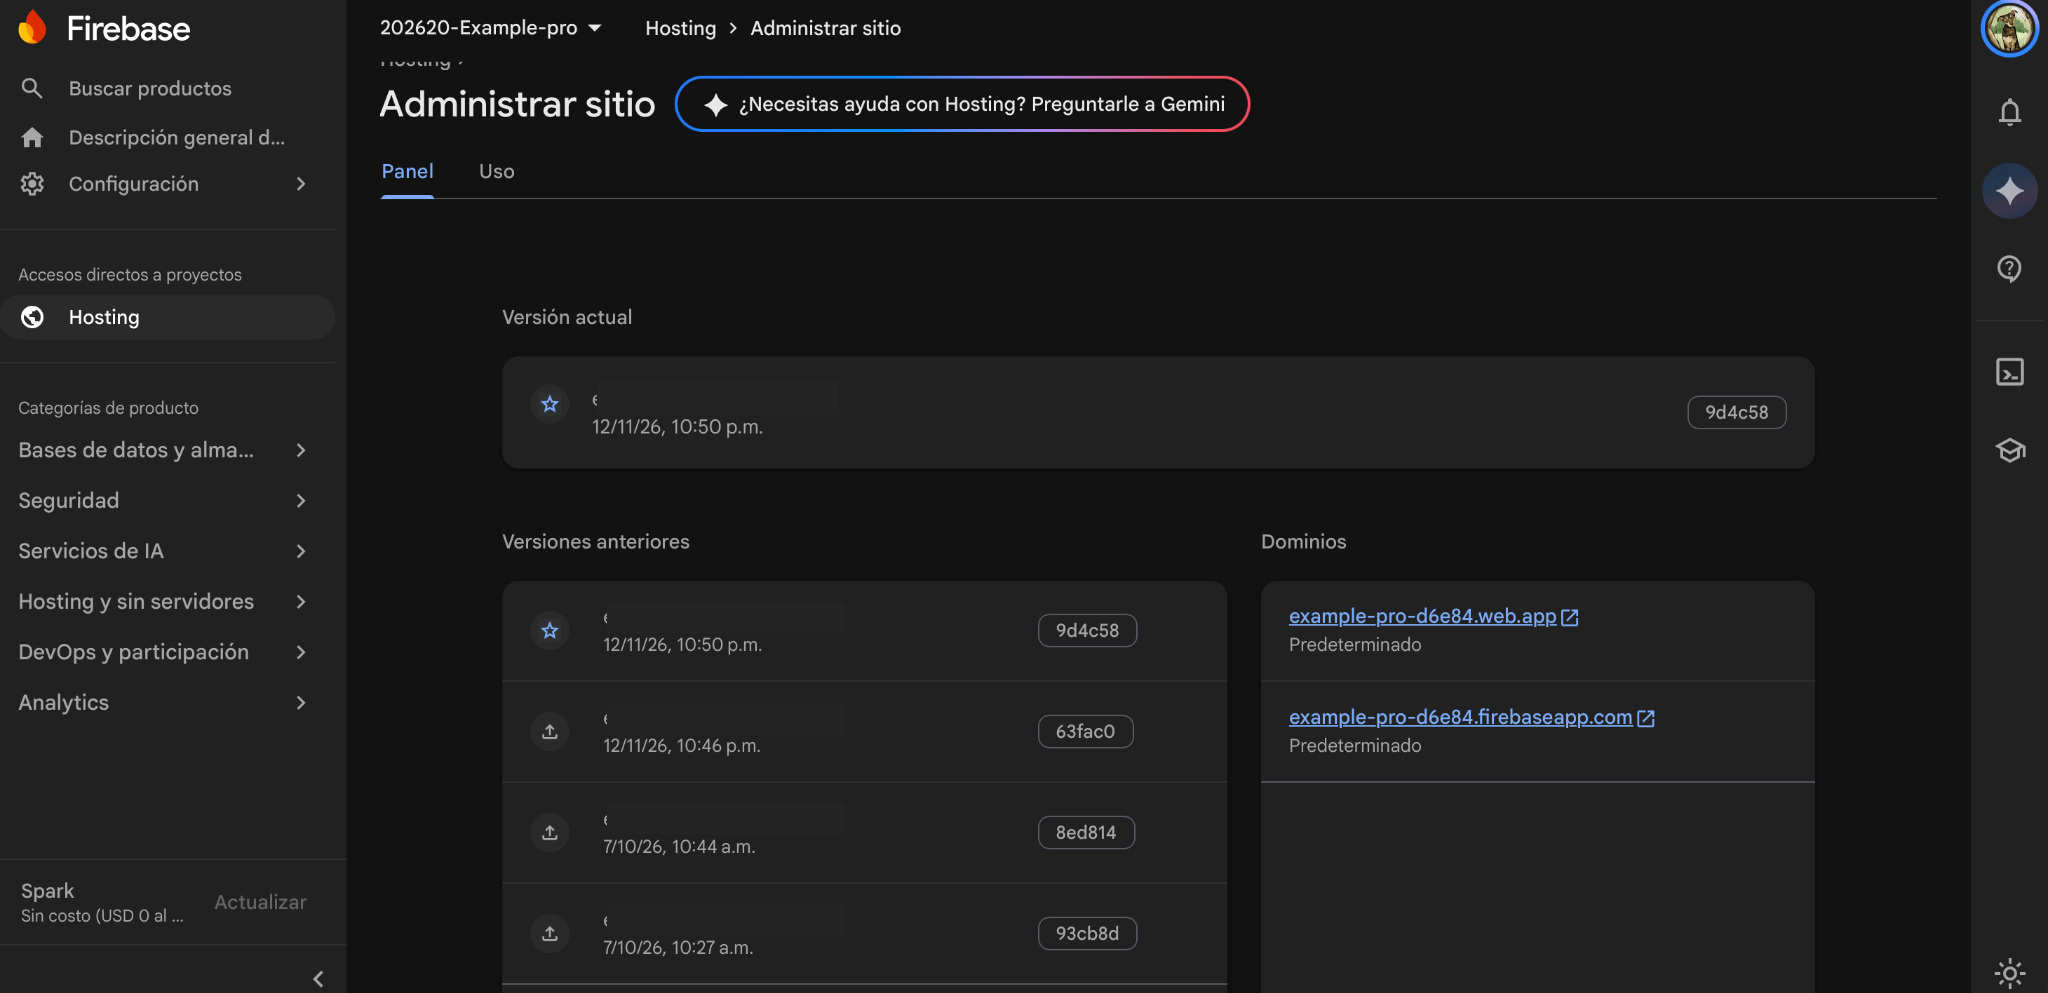 Firebase
Buscar productos
Descripción general d...
Configuración
Accesos directos a proyectos
Hosting
Categorías de producto
Bases de datos y alma...
Seguridad
Servicios de IA
Hosting y sin servidores
DevOps y participación
Analytics
Spark
Sin costo (USD 0 al ...
Actualizar
202620-Example-pro
Hosting > Administrar sitio
Hosting >
Administrar sitio
¿Necesitas ayuda con Hosting? Preguntarle a Gemini
Panel
Uso
Versión actual
12/11/26, 10:50 p.m.
9d4c58
Versiones anteriores
12/11/26, 10:50 p.m.
9d4c58
12/11/26, 10:46 p.m.
63fac0
7/10/26, 10:44 a.m.
8ed814
7/10/26, 10:27 a.m.
93cb8d
Dominios
example-pro-d6e84.web.app
Predeterminado
example-pro-d6e84.firebaseapp.com
Predeterminado